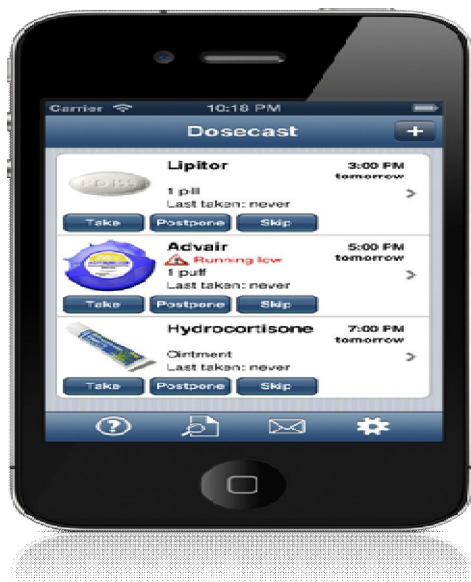 Carrier 10:18 PM
Dosecast +
Lipitor 3:00 PM
tomorrow
1 pill
Last taken: never
Take Postpone Skip
Advair 5:00 PM
Running low tomorrow
1 puff
Last taken: never
Take Postpone Skip
Hydrocortisone 7:00 PM
tomorrow
Ointment
Last taken: never
Take Postpone Skip
?